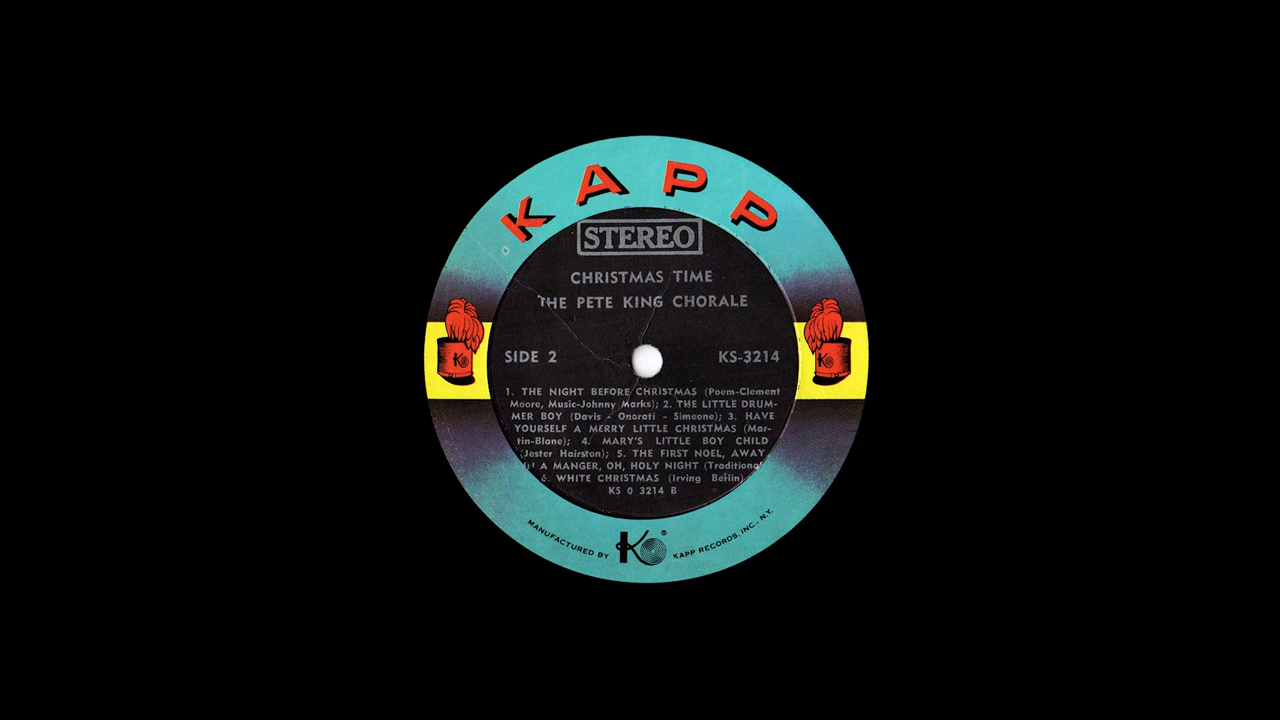 KAPP
STEREO
CHRISTMAS TIME
THE PETE KING CHORALE
SIDE 2 KS-3214
1. THE NIGHT BEFORE CHRISTMAS (Poem-Clement
Moore, Music-Johnny Marks); 2. THE LITTLE DRUM-
MER BOY (Davis - Onorati - Simeone); 3. HAVE
YOURSELF A MERRY LITTLE CHRISTMAS (Mar-
tin-Blane); 4. MARY'S LITTLE BOY CHILD
(Jester Hairston); 5. THE FIRST NOEL, AWAY
IN A MANGER, OH, HOLY NIGHT (Traditional
6. WHITE CHRISTMAS (Irving Berlin)
KS 0 3214 B
MANUFACTURED BY K ® KAPP RECORDS, INC., N.Y.